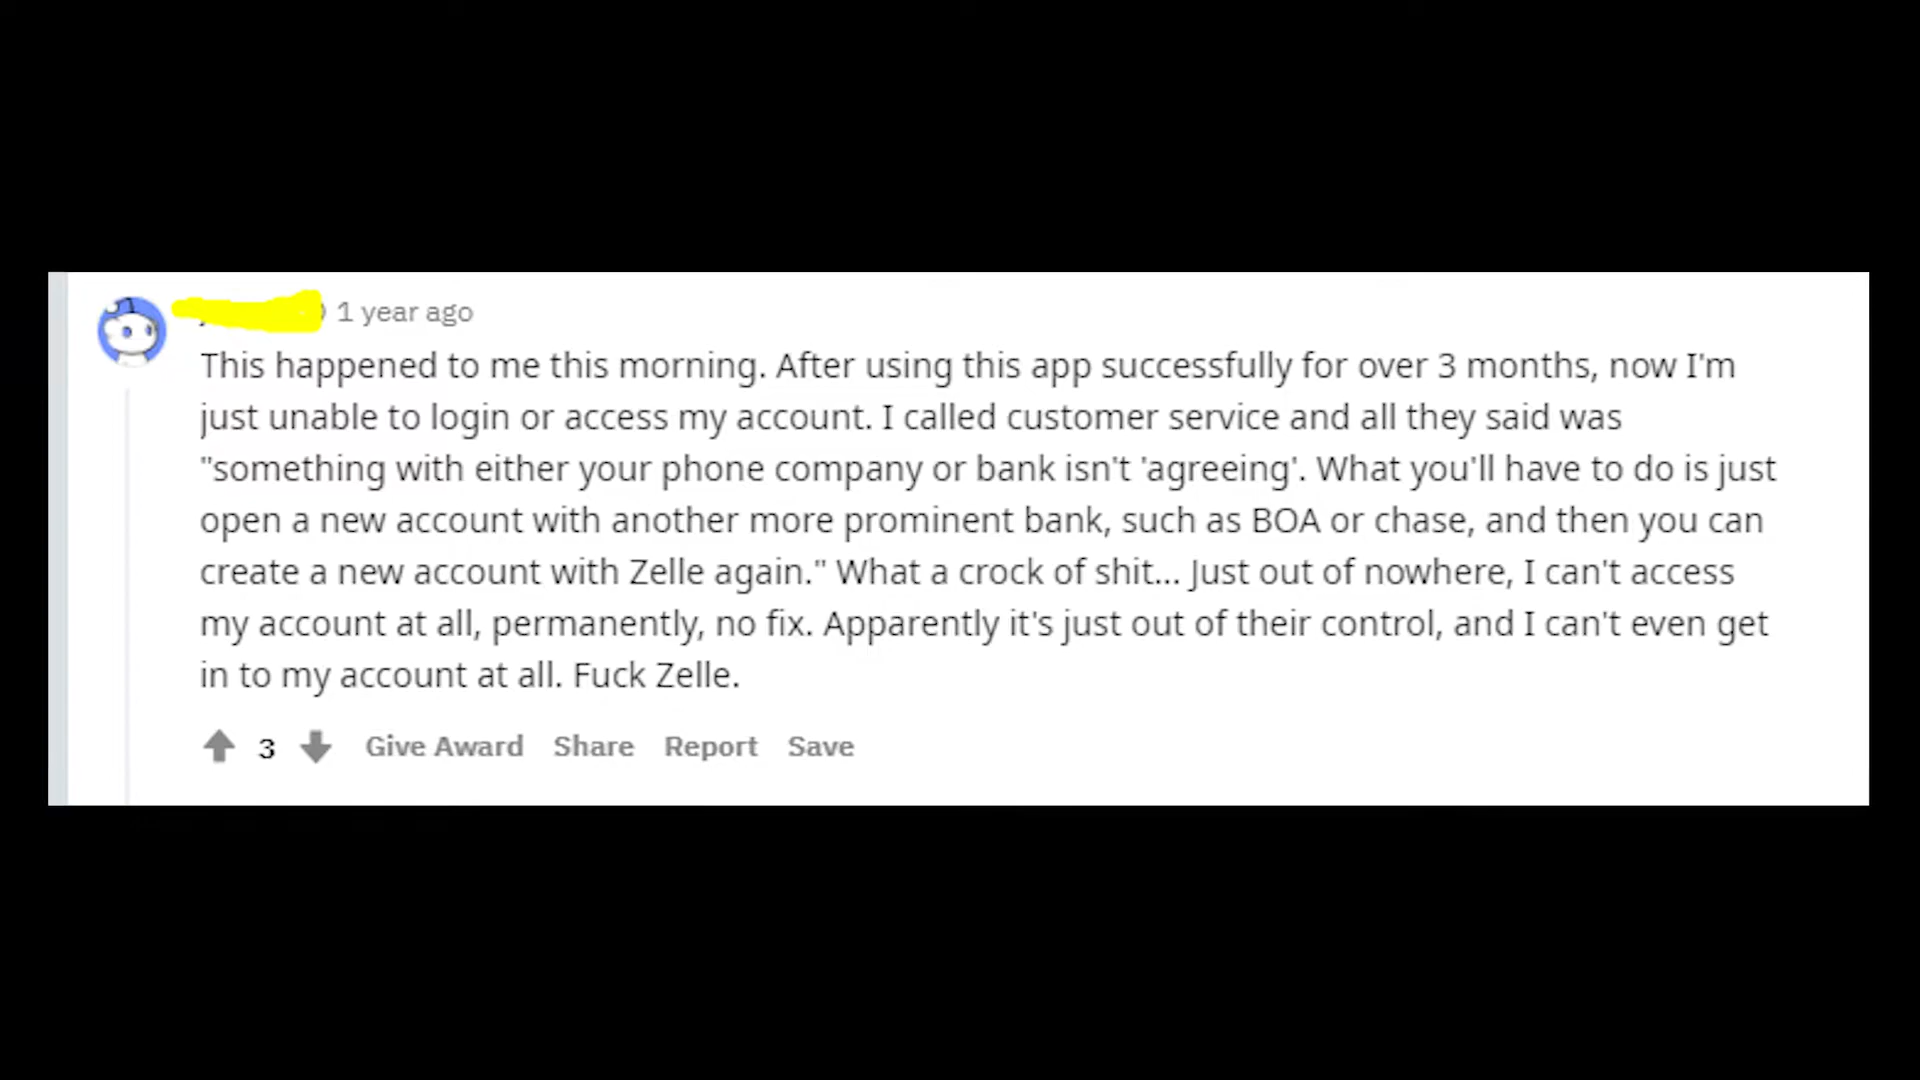 1 year ago
This happened to me this morning. After using this app successfully for over 3 months, now I'm
just unable to login or access my account. I called customer service and all they said was
"something with either your phone company or bank isn't 'agreeing'. What you'll have to do is just
open a new account with another more prominent bank, such as BOA or chase, and then you can
create a new account with Zelle again." What a crock of shit... Just out of nowhere, I can't access
my account at all, permanently, no fix. Apparently it's just out of their control, and I can't even get
in to my account at all. Fuck Zelle.
3 Give Award Share Report Save